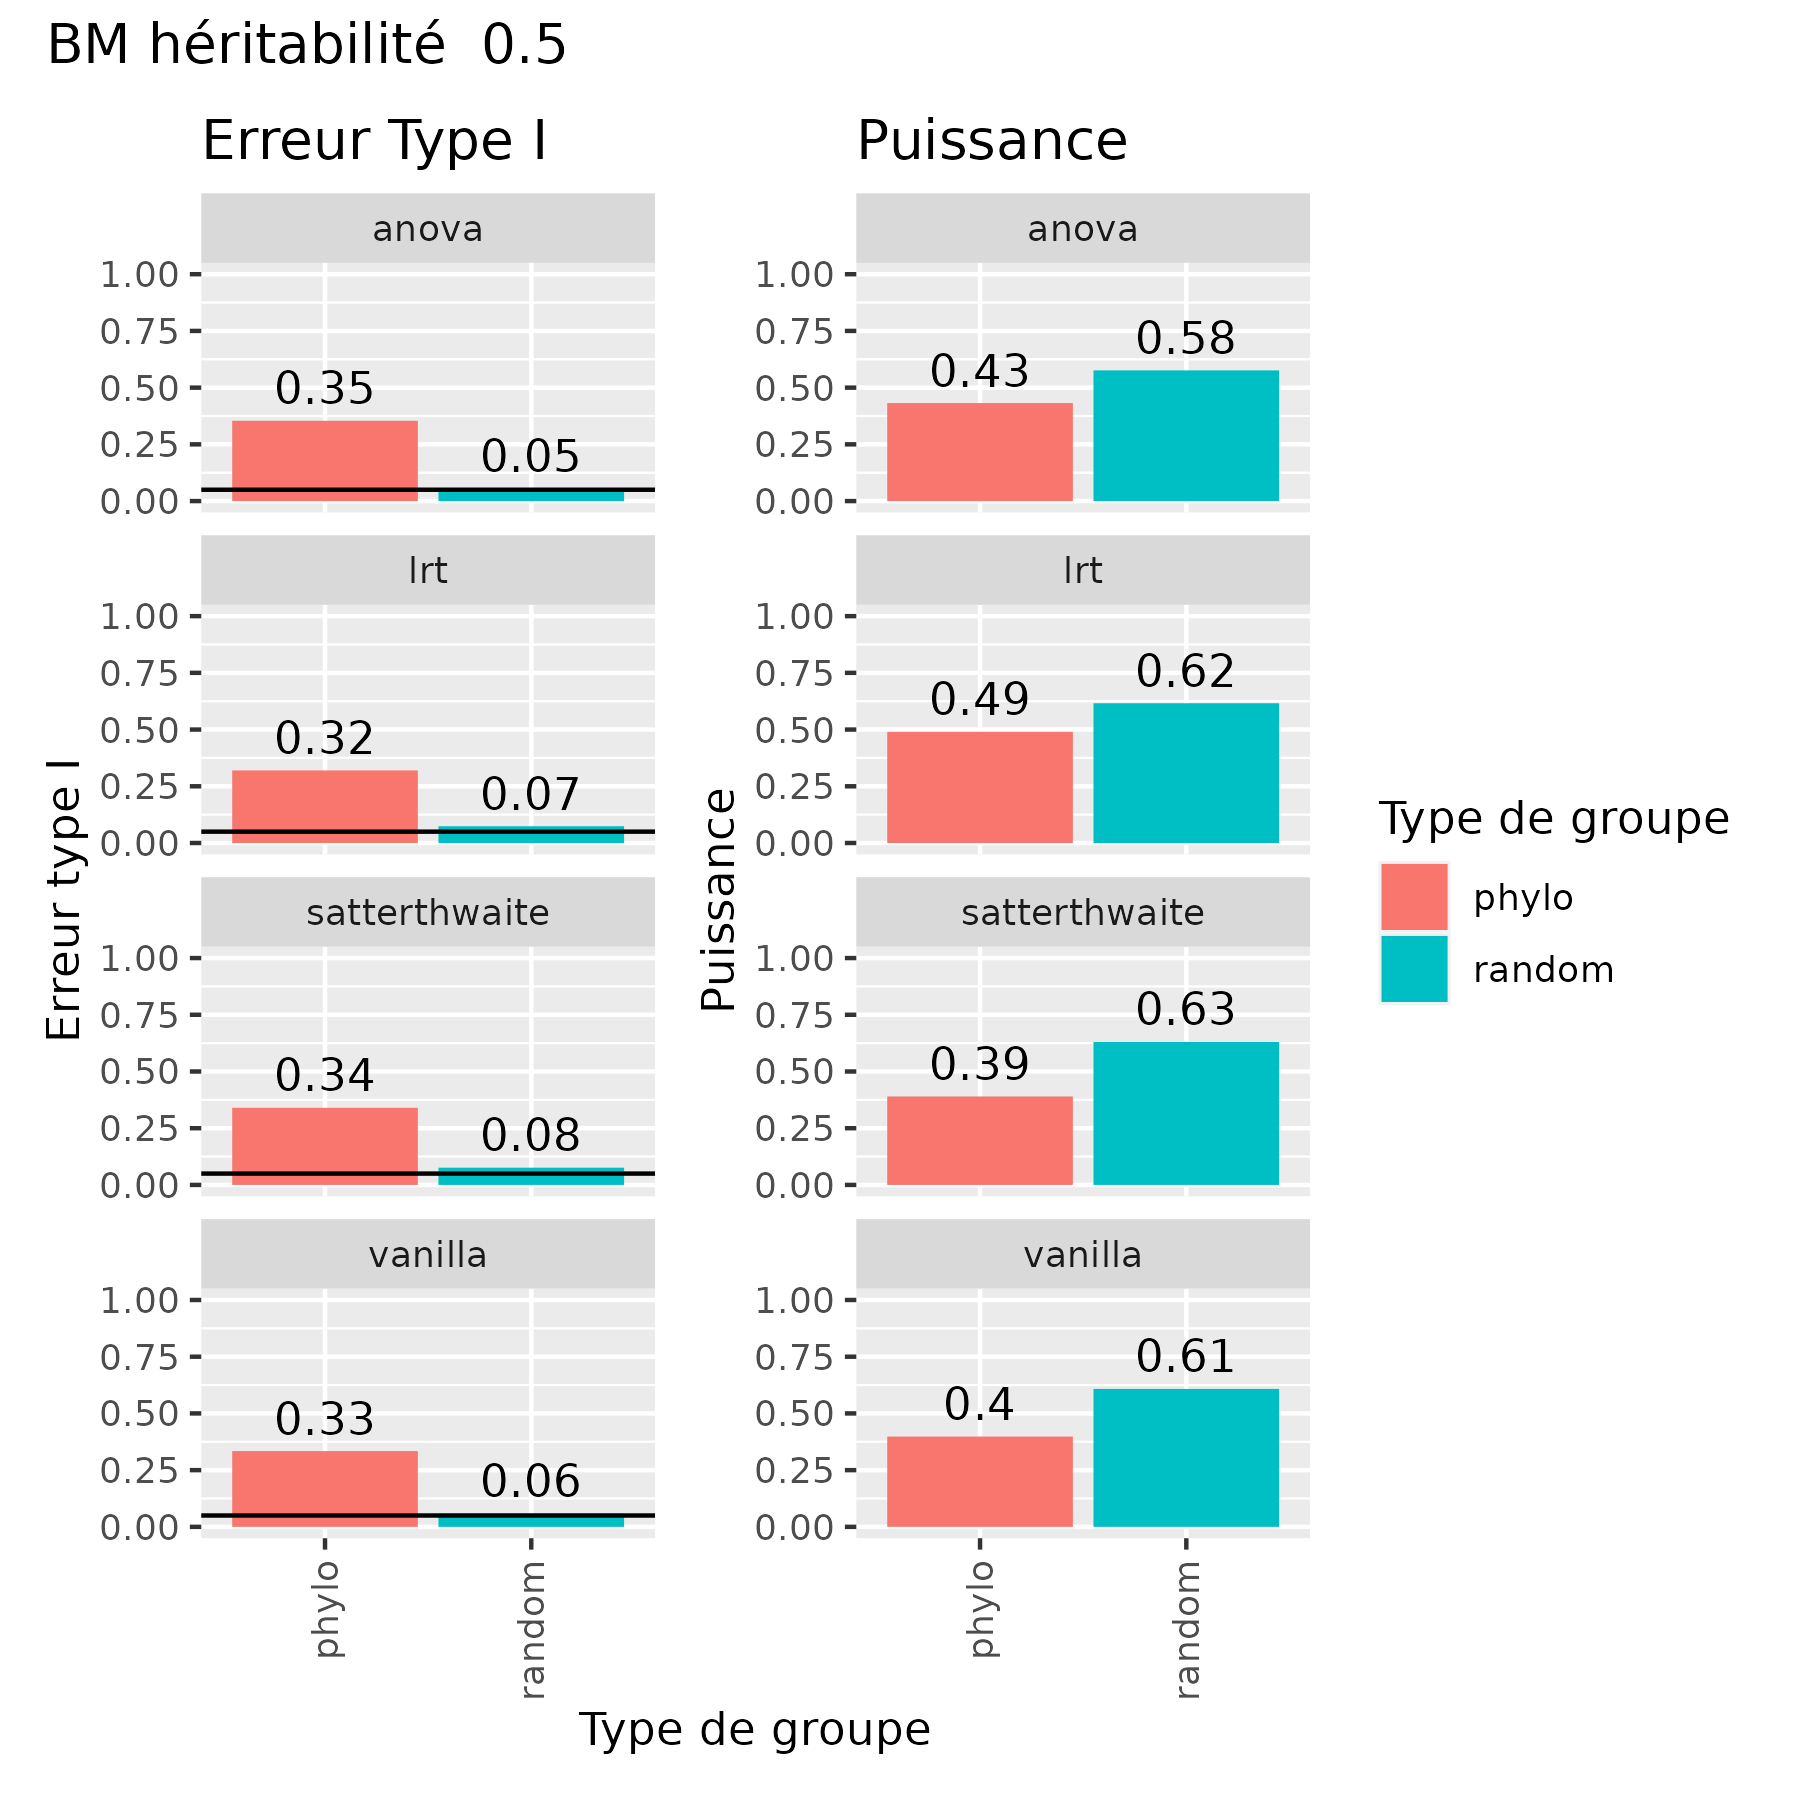 BM héritabilité  0.5
Erreur Type I
Puissance
anova
anova
1.00
0.75
0.50
0.25
0.00
0.35
0.05
1.00
0.75
0.50
0.25
0.00
0.43
0.58
lrt
lrt
1.00
0.75
0.50
0.25
0.00
0.32
0.07
1.00
0.75
0.50
0.25
0.00
0.49
0.62
Erreur type I
Puissance
satterthwaite
satterthwaite
1.00
0.75
0.50
0.25
0.00
0.34
0.08
1.00
0.75
0.50
0.25
0.00
0.39
0.63
vanilla
vanilla
1.00
0.75
0.50
0.25
0.00
0.33
0.06
1.00
0.75
0.50
0.25
0.00
0.4
0.61
phylo
random
phylo
random
Type de groupe
Type de groupe
phylo
random